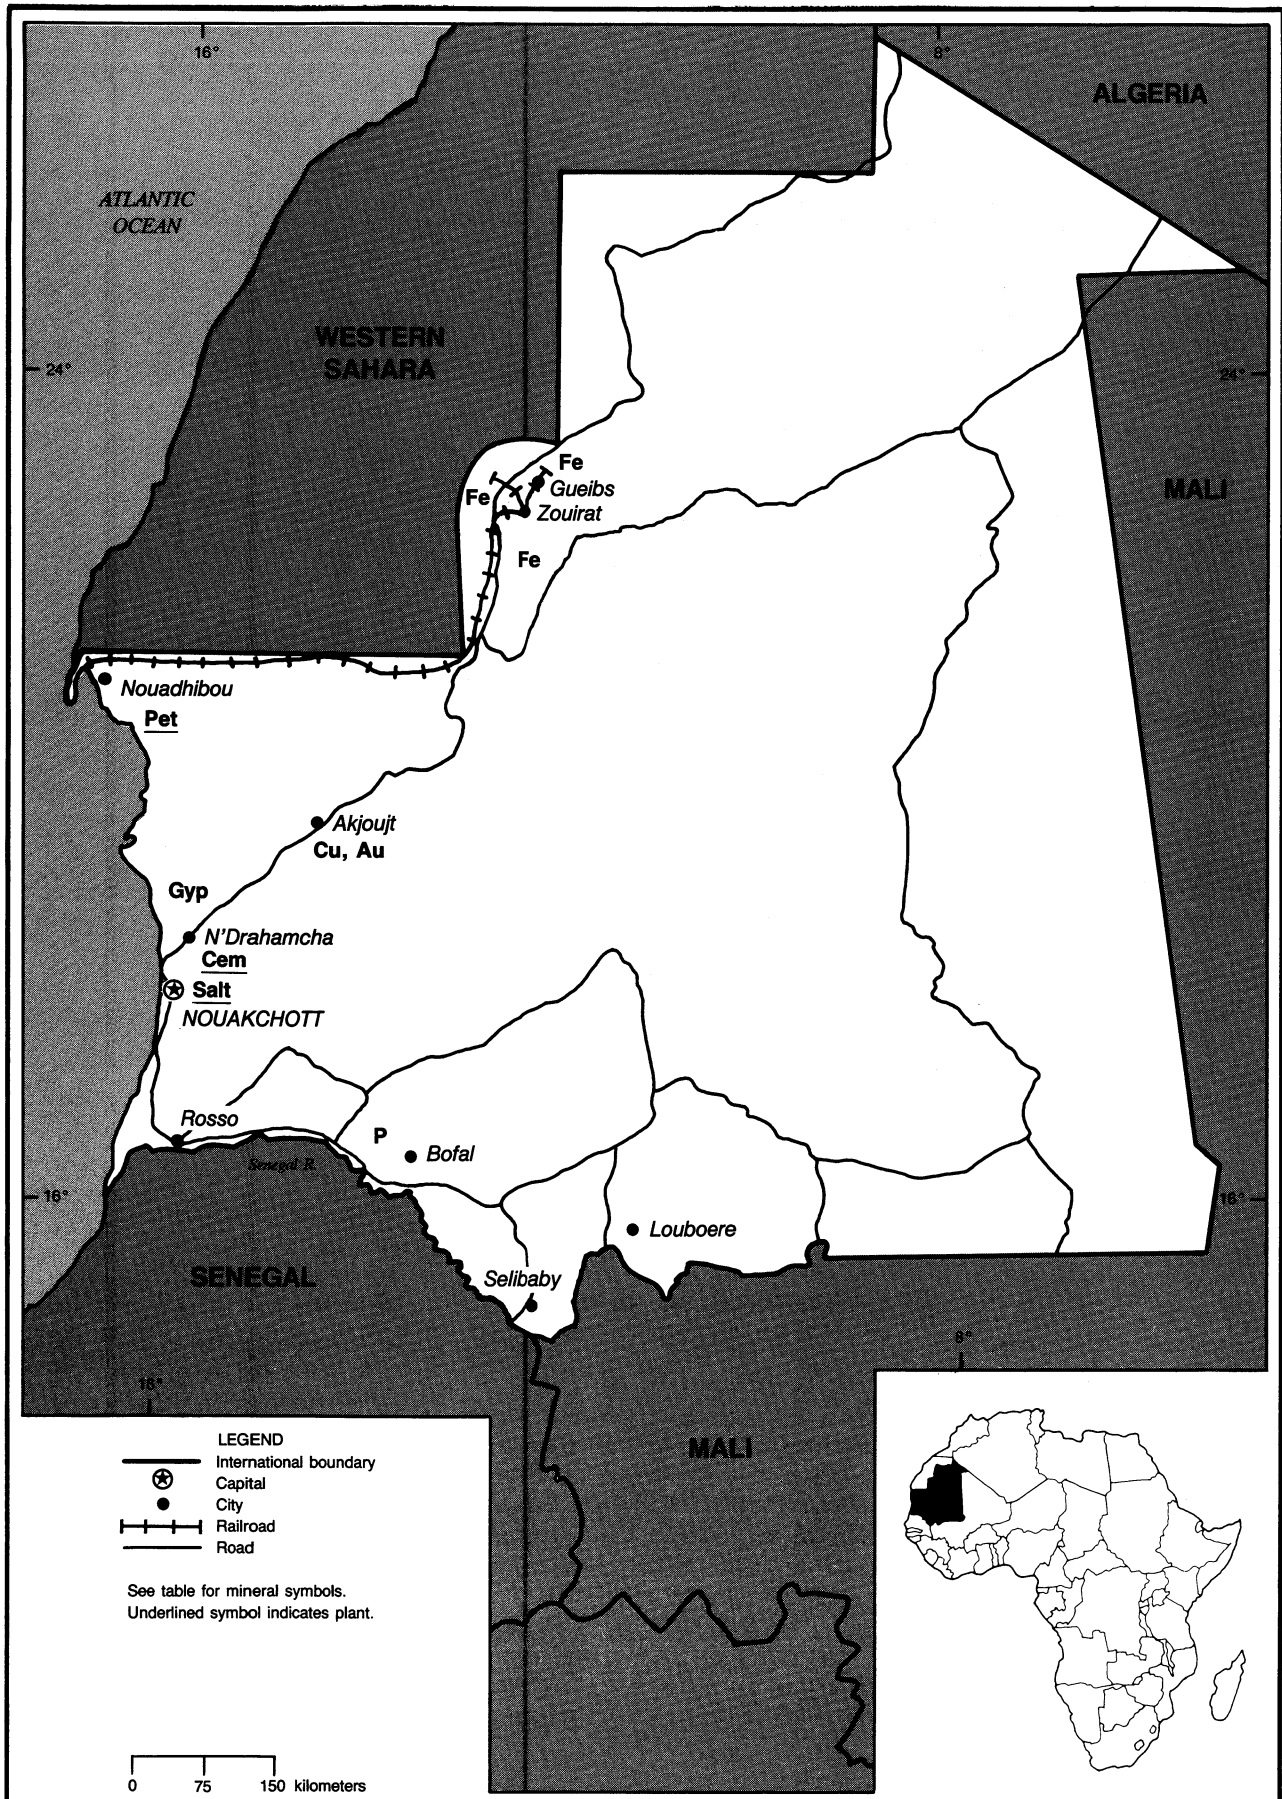 16°
8°
ALGERIA
ATLANTIC
OCEAN
WESTERN
SAHARA
24°
24°
Fe
Gueibs
Fe
Zouirat
MALI
Fe
Nouadhibou
Pet
Akjoujt
Cu, Au
Gyp
N'Drahamcha
Cem
Salt
NOUAKCHOTT
Rosso
P
Bofal
Senegal R.
16°
16°
Louboere
SENEGAL
Selibaby
8°
16°
MALI
LEGEND
International boundary
Capital
City
Railroad
Road
See table for mineral symbols.
Underlined symbol indicates plant.
0 75 150 kilometers